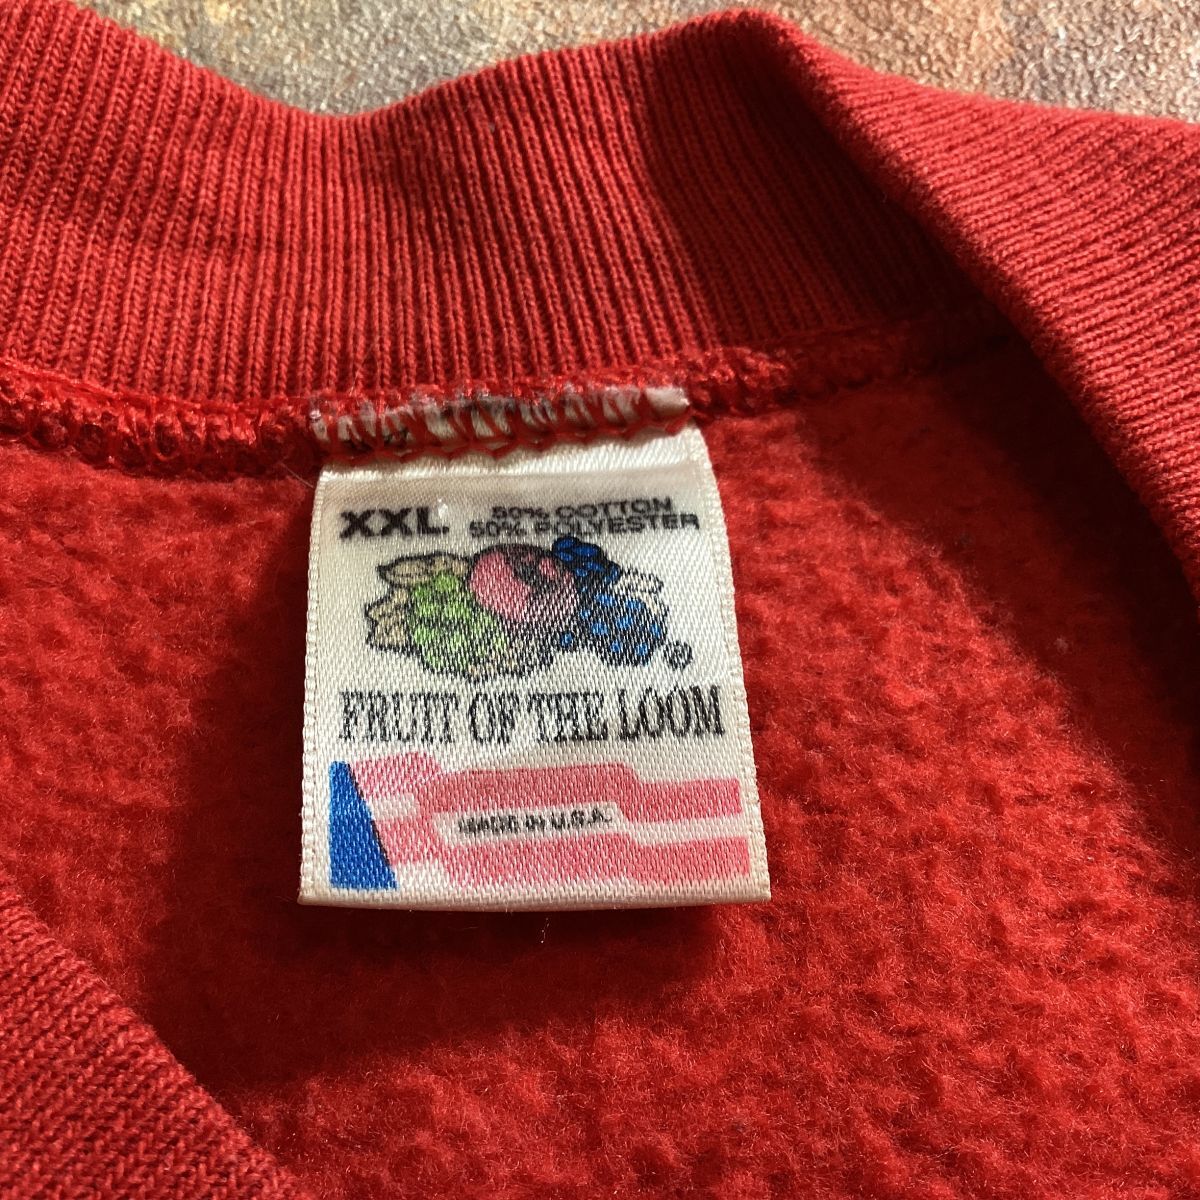 XXL 50% COTTON
50% POLYESTER
®
FRUIT OF THE LOOM
MADE IN U.S.A.